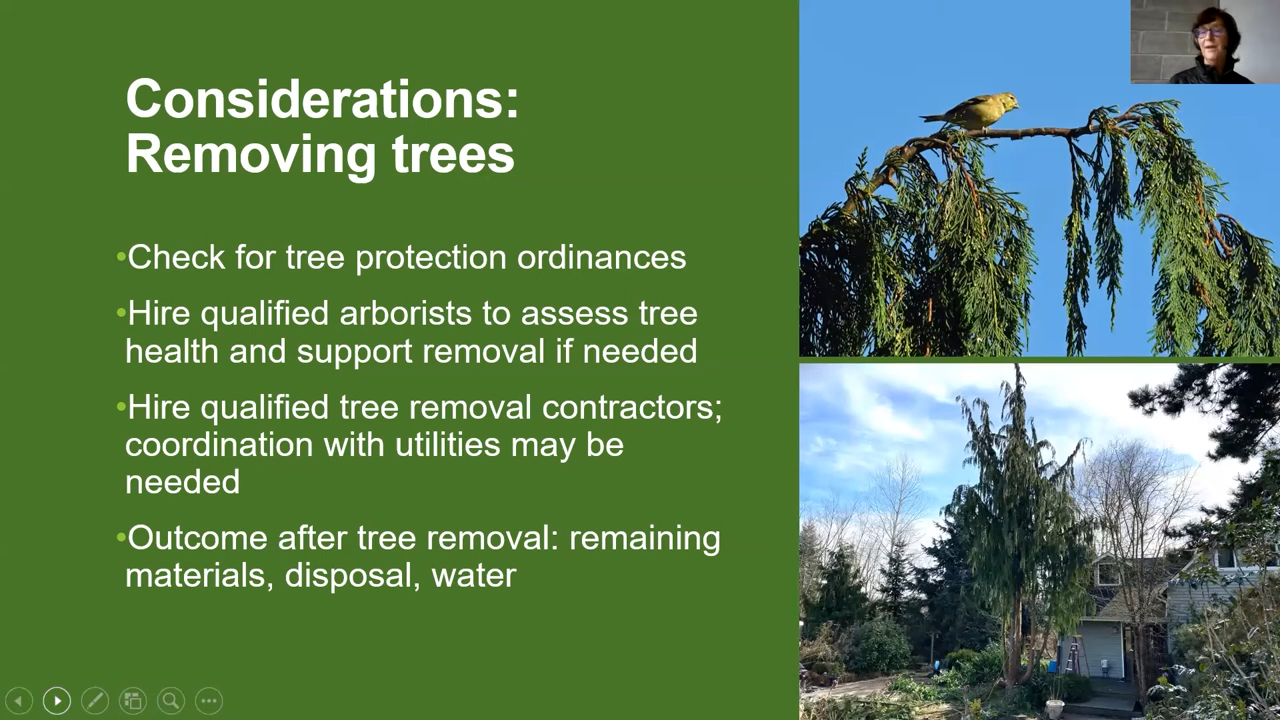 Considerations:
Removing trees
•Check for tree protection ordinances
•Hire qualified arborists to assess tree
health and support removal if needed
•Hire qualified tree removal contractors;
coordination with utilities may be
needed
•Outcome after tree removal: remaining
materials, disposal, water